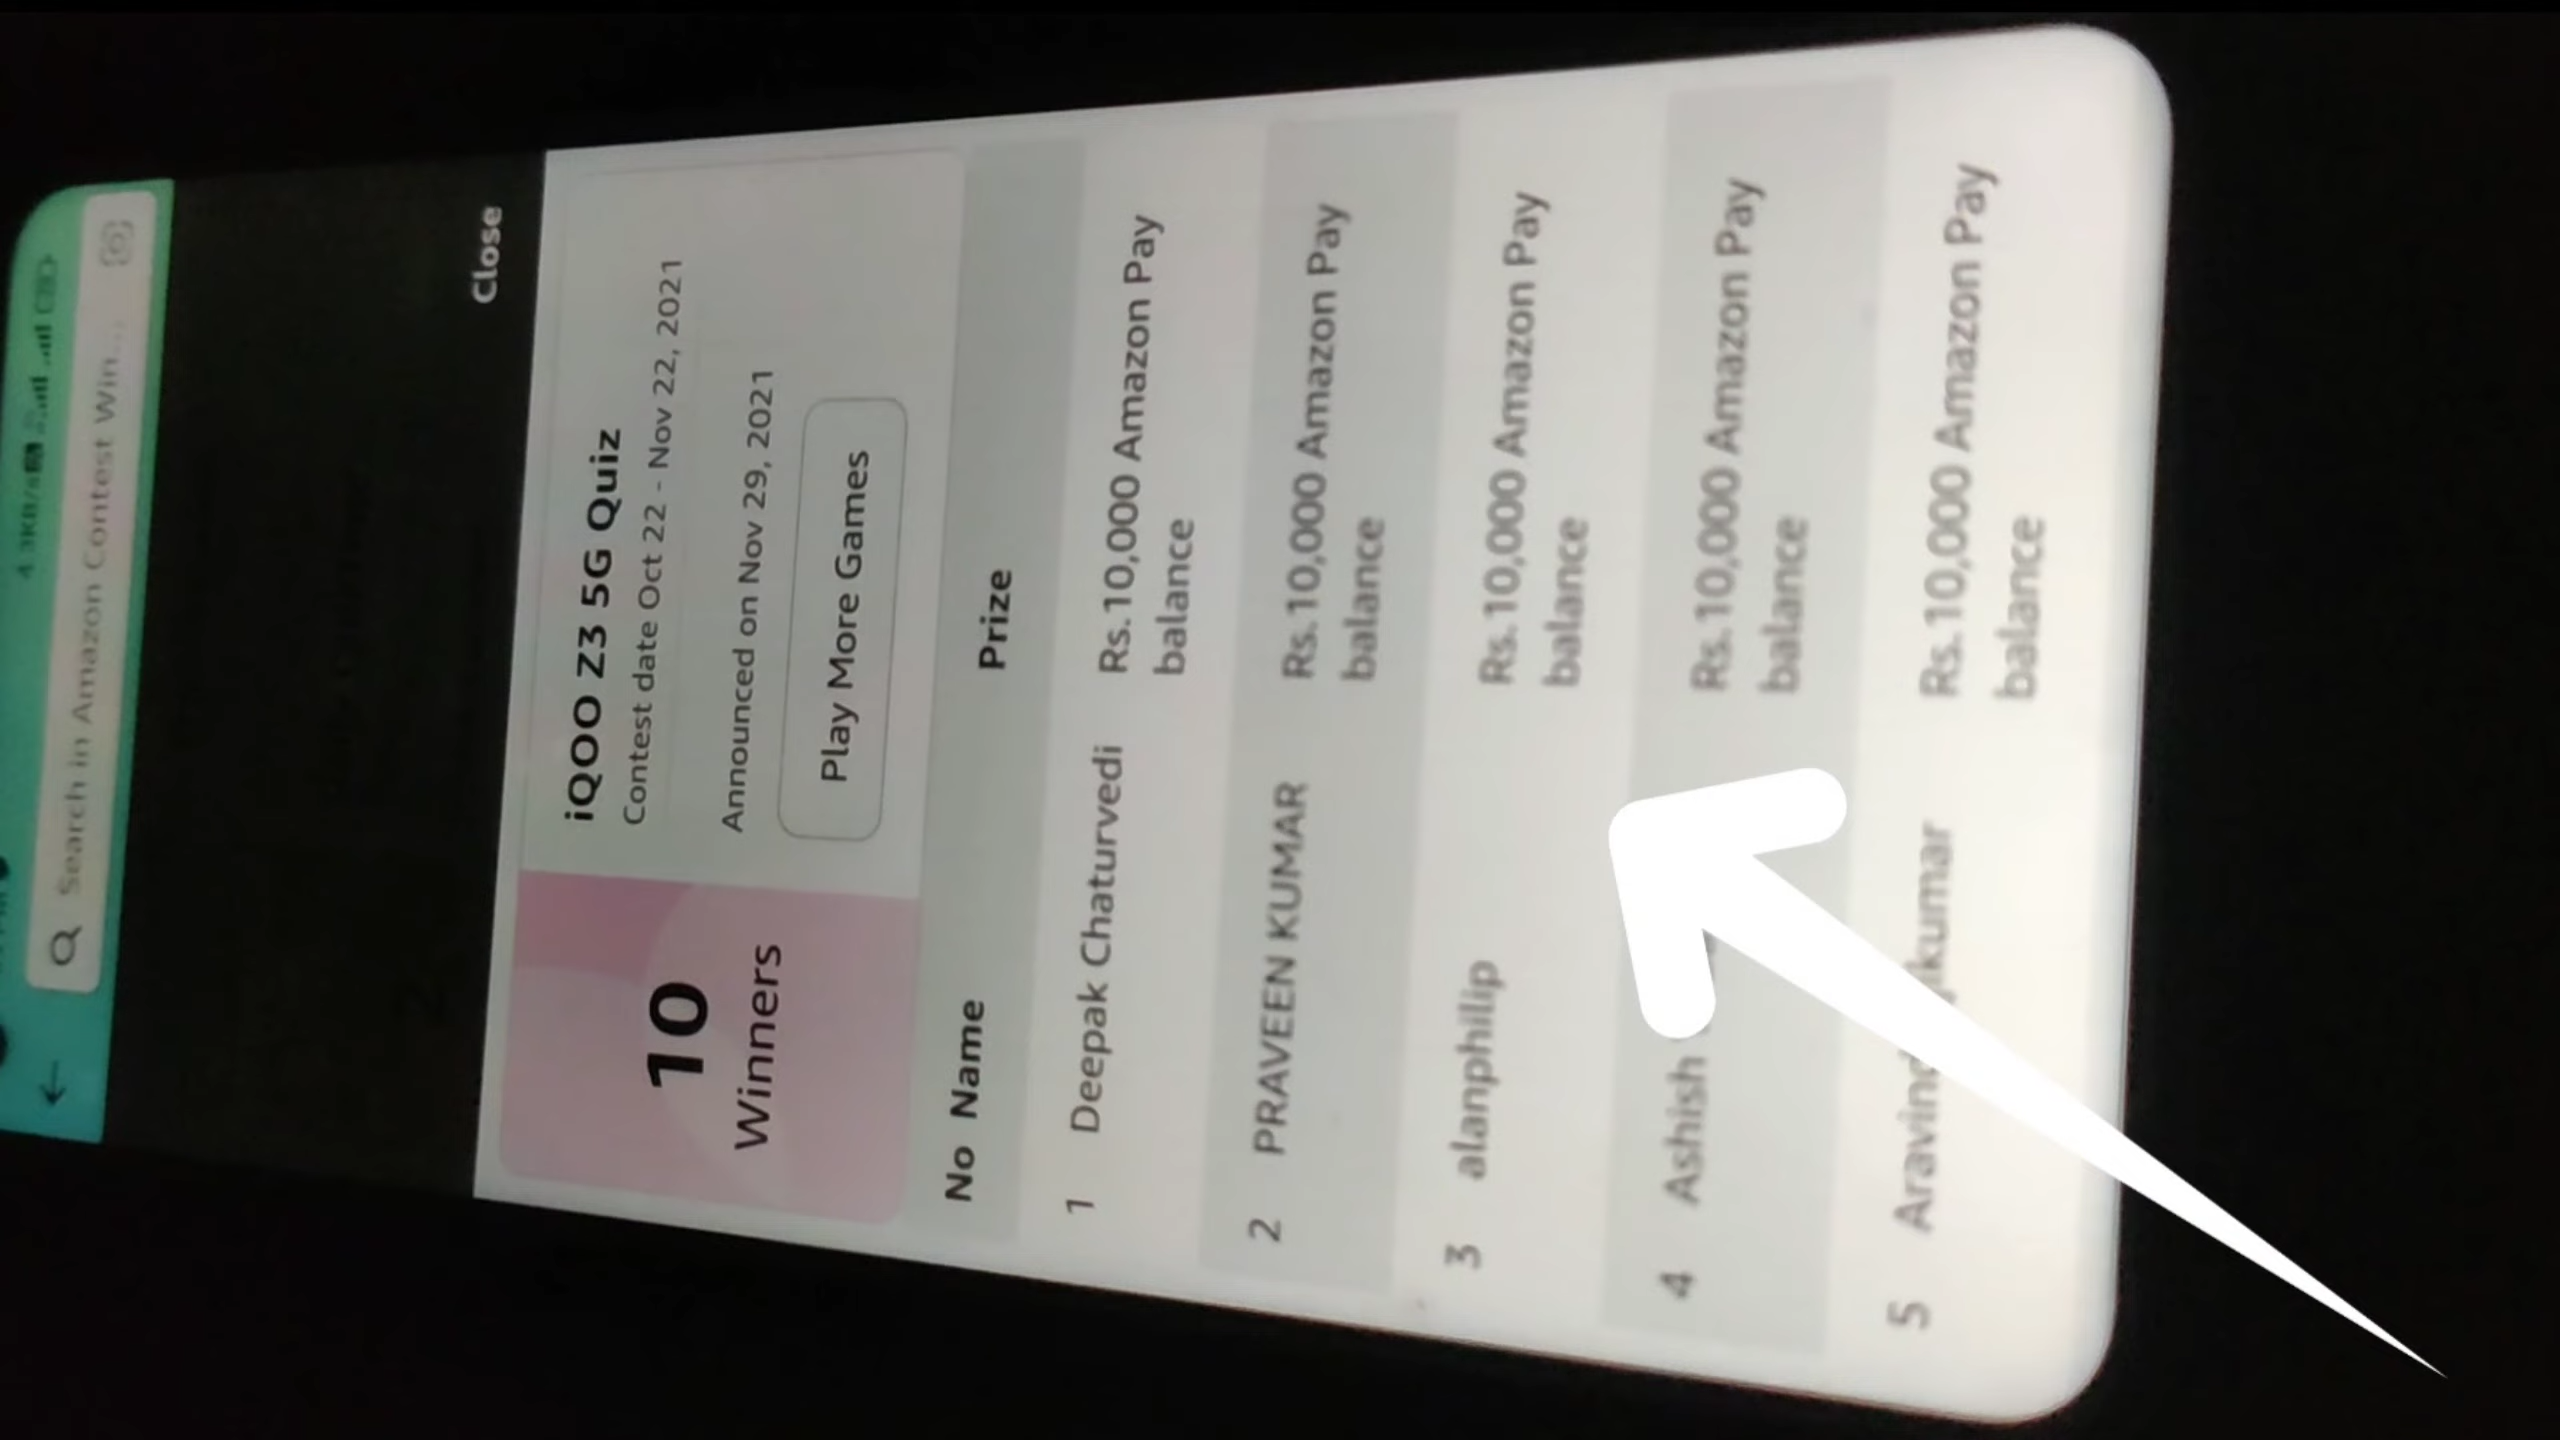 4.3KB/s
Search in Amazon Contest Win...
Close
10
Winners
iQOO Z3 5G Quiz
Contest date Oct 22 - Nov 22, 2021
Announced on Nov 29, 2021
Play More Games
No Name Prize
1 Deepak Chaturvedi Rs.10,000 Amazon Pay
balance
2 PRAVEEN KUMAR Rs.10,000 Amazon Pay
balance
3 alanphilip Rs.10,000 Amazon Pay
balance
4 Ashish Rs.10,000 Amazon Pay
balance
5 Rs.10,000 Amazon Pay
balance